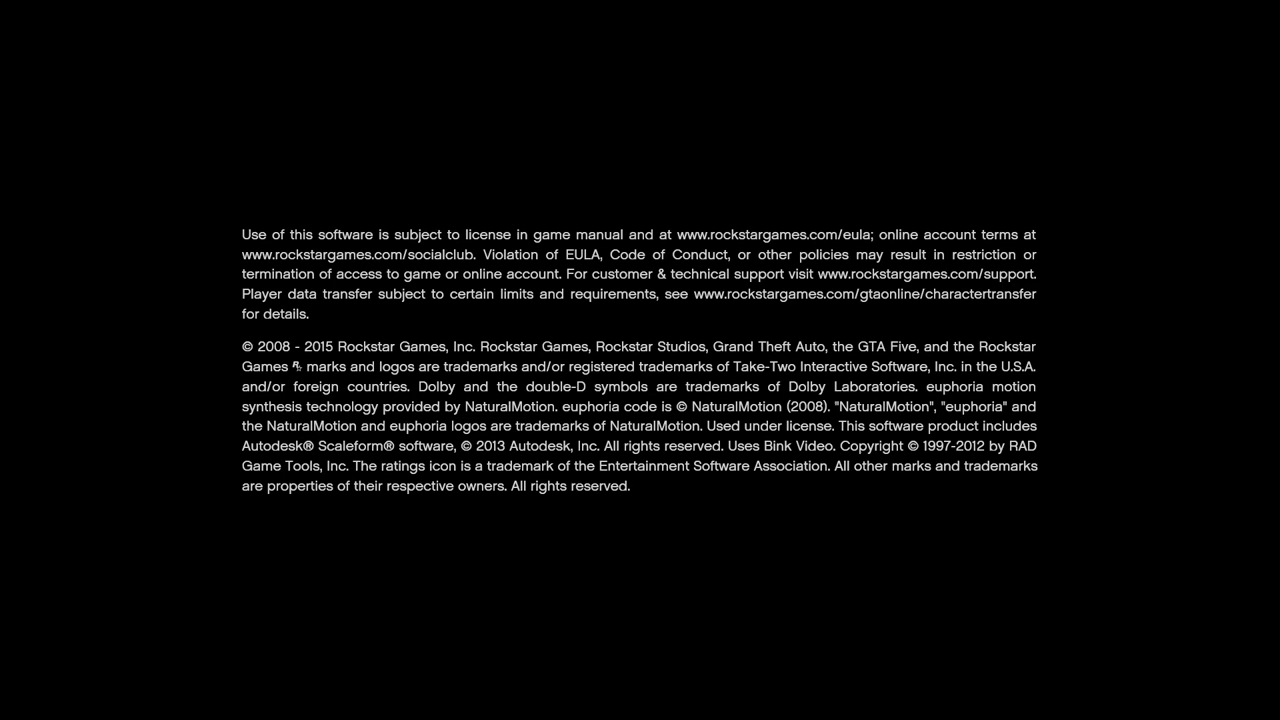 Use of this software is subject to license in game manual and at www.rockstargames.com/eula; online account terms at
www.rockstargames.com/socialclub. Violation of EULA, Code of Conduct, or other policies may result in restriction or
termination of access to game or online account. For customer & technical support visit www.rockstargames.com/support.
Player data transfer subject to certain limits and requirements, see www.rockstargames.com/gtaonline/charactertransfer
for details.
© 2008 - 2015 Rockstar Games, Inc. Rockstar Games, Rockstar Studios, Grand Theft Auto, the GTA Five, and the Rockstar
Games R* marks and logos are trademarks and/or registered trademarks of Take-Two Interactive Software, Inc. in the U.S.A.
and/or foreign countries. Dolby and the double-D symbols are trademarks of Dolby Laboratories. euphoria motion
synthesis technology provided by NaturalMotion. euphoria code is © NaturalMotion (2008). "NaturalMotion", "euphoria" and
the NaturalMotion and euphoria logos are trademarks of NaturalMotion. Used under license. This software product includes
Autodesk® Scaleform® software, © 2013 Autodesk, Inc. All rights reserved. Uses Bink Video. Copyright © 1997-2012 by RAD
Game Tools, Inc. The ratings icon is a trademark of the Entertainment Software Association. All other marks and trademarks
are properties of their respective owners. All rights reserved.